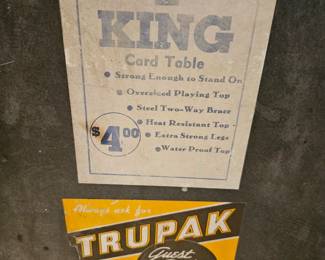 KING
Card Table
• Strong Enough to Stand On
• Oversized Playing Top
• Steel Two-Way Brace
• Heat Resistant Top
• Extra Strong Legs
• Water Proof Top
$4.00
Always ask for
TRUPAK
Guest